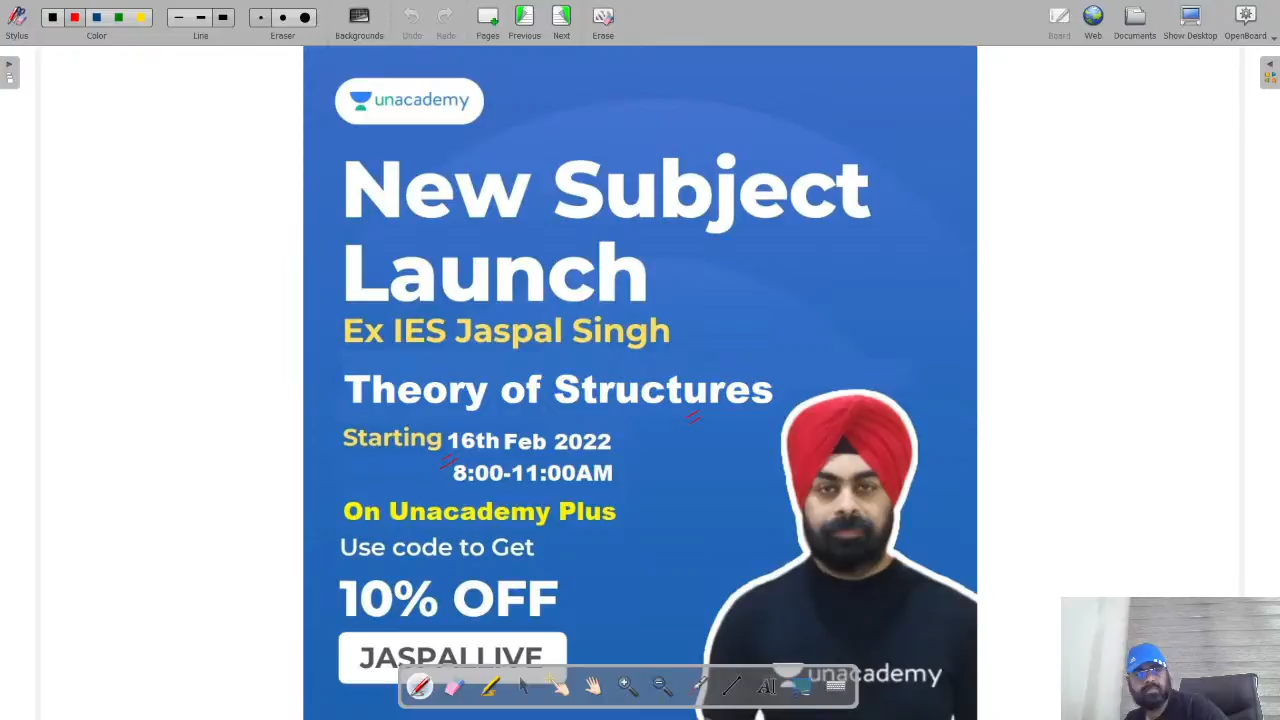 Stylus
Color
Line
Eraser
Backgrounds
Undo
Redo
Pages
Previous
Next
Erase
Board
Web
Documents
Show Desktop
OpenBoard
unacademy
New Subject
Launch
Ex IES Jaspal Singh
Theory of Structures
Starting 16th Feb 2022
8:00-11:00AM
On Unacademy Plus
Use code to Get
10% OFF
JASPALLIVE
unacademy
AI